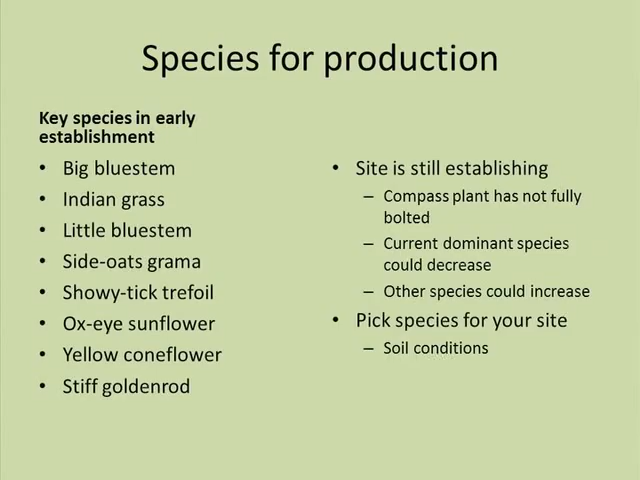 Species for production
Key species in early
establishment
• Big bluestem
• Indian grass
• Little bluestem
• Side-oats grama
• Showy-tick trefoil
• Ox-eye sunflower
• Yellow coneflower
• Stiff goldenrod
• Site is still establishing
– Compass plant has not fully
bolted
– Current dominant species
could decrease
– Other species could increase
• Pick species for your site
– Soil conditions